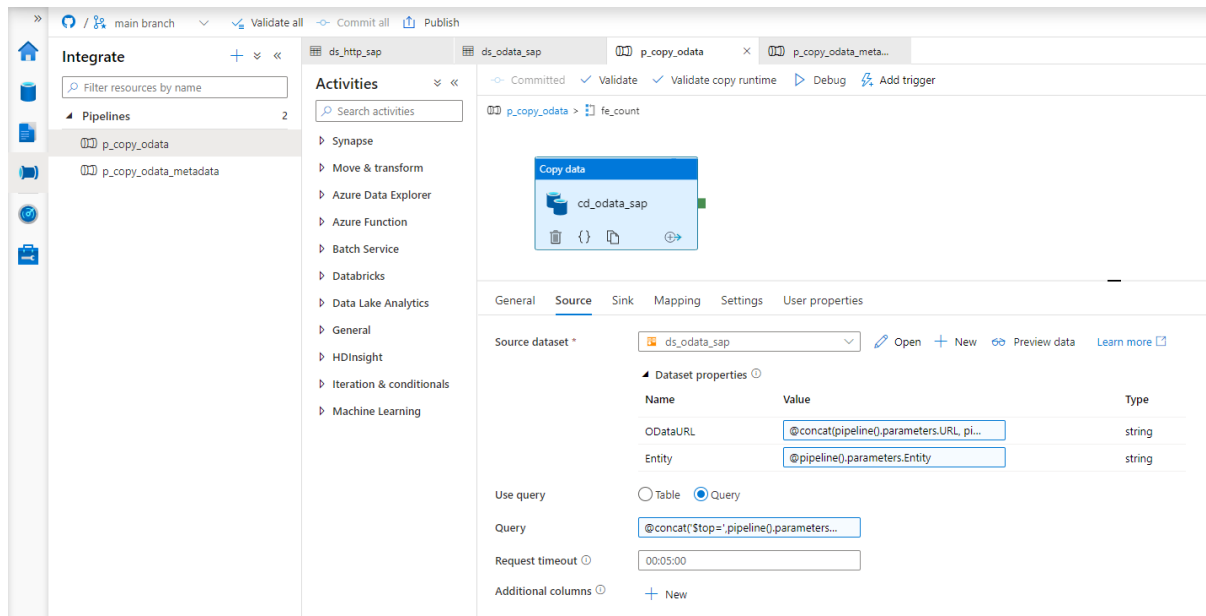 » / main branch Validate all Commit all Publish
Integrate
Filter resources by name
Pipelines 2
p_copy_odata
p_copy_odata_metadata
ds_http_sap ds_odata_sap p_copy_odata × p_copy_odata_meta...
Activities
Search activities
Synapse
Move & transform
Azure Data Explorer
Azure Function
Batch Service
Databricks
Data Lake Analytics
General
HDInsight
Iteration & conditionals
Machine Learning
Committed Validate Validate copy runtime Debug Add trigger
p_copy_odata > fe_count
Copy data
cd_odata_sap
{}
General Source Sink Mapping Settings User properties
Source dataset * ds_odata_sap Open New Preview data Learn more
Dataset properties
Name Value Type
ODataURL @concat(pipeline().parameters.URL, pi... string
Entity @pipeline().parameters.Entity string
Use query Table Query
Query @concat('$top=',pipeline().parameters...
Request timeout 00:05:00
Additional columns New